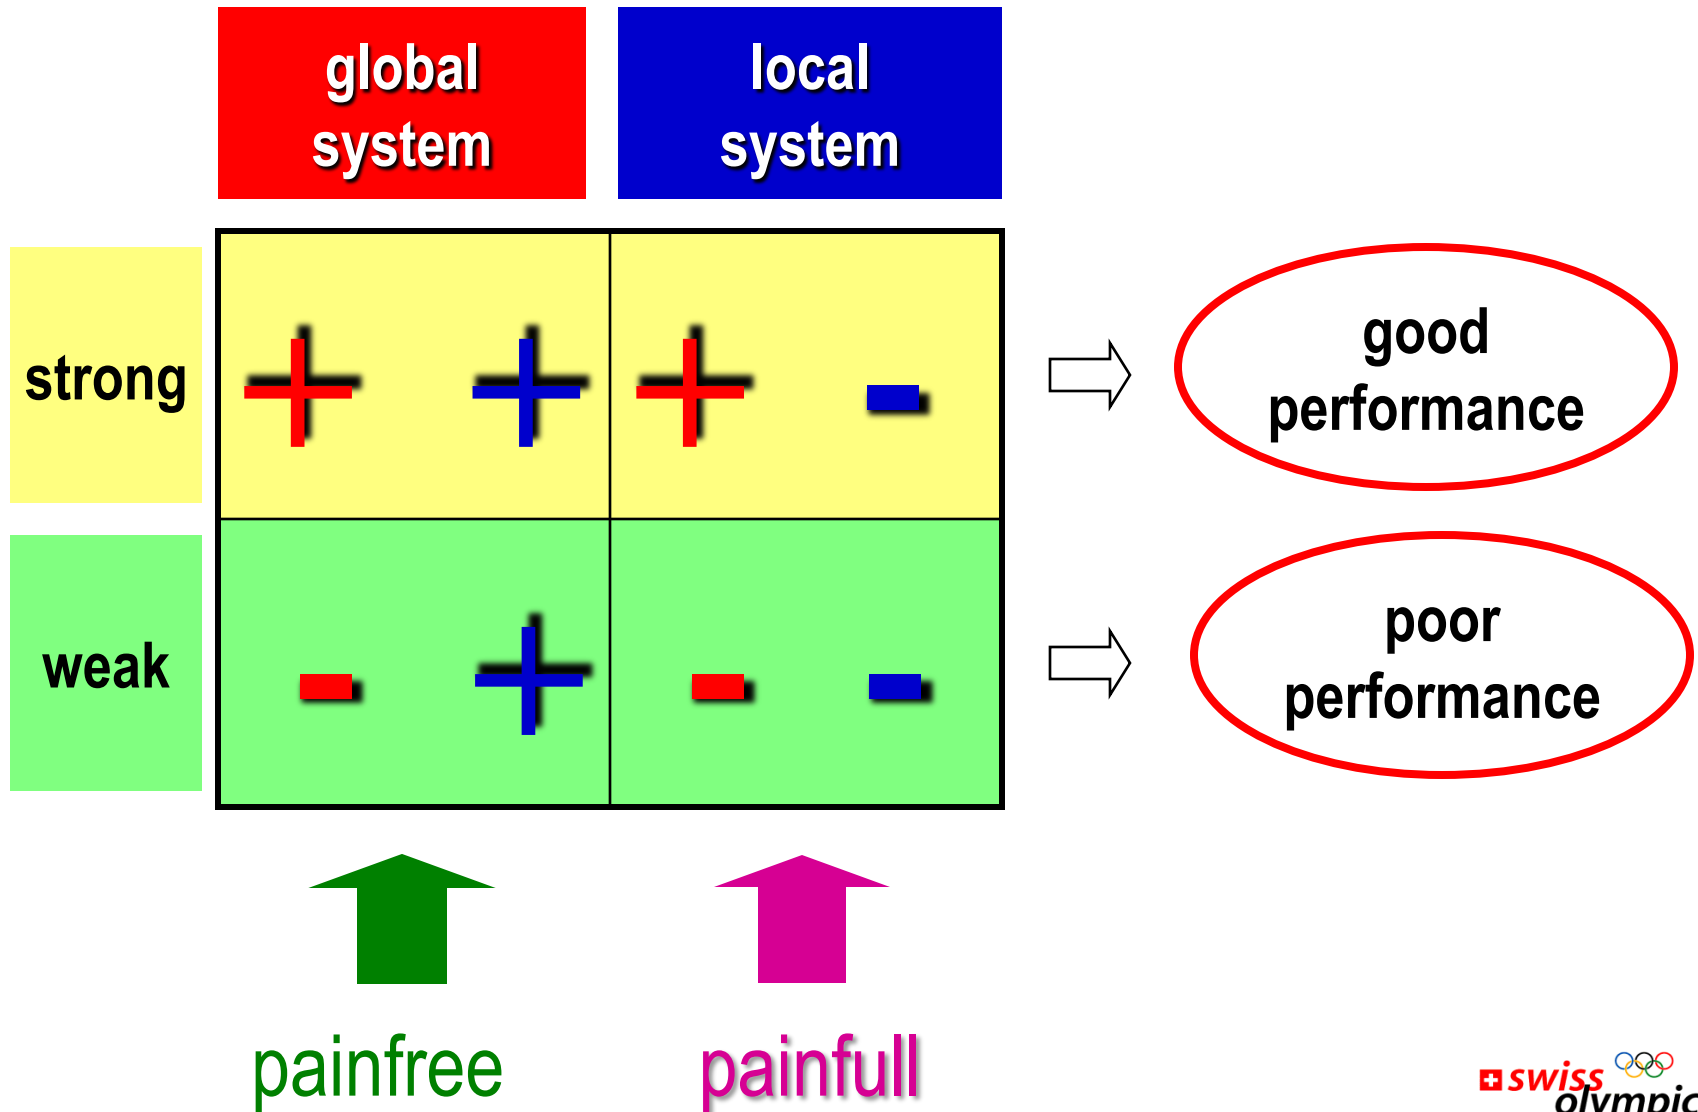 global
system
local
system
strong
+ + + -
good
performance
weak
- + - -
poor
performance
painfree
painfull
swiss
olympic